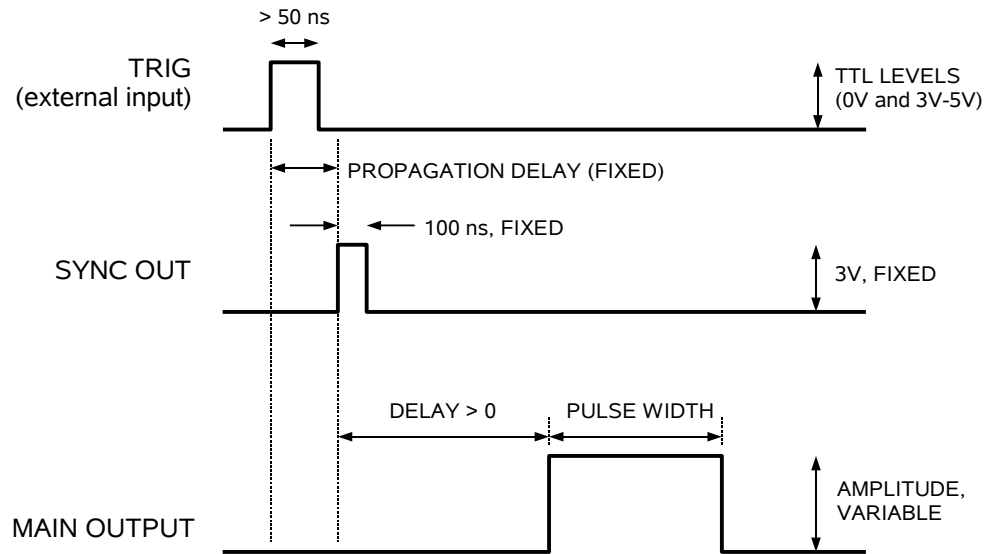 > 50 ns
TRIG
(external input)
TTL LEVELS
(0V and 3V-5V)
PROPAGATION DELAY (FIXED)
100 ns, FIXED
SYNC OUT
3V, FIXED
DELAY > 0
PULSE WIDTH
AMPLITUDE,
VARIABLE
MAIN OUTPUT